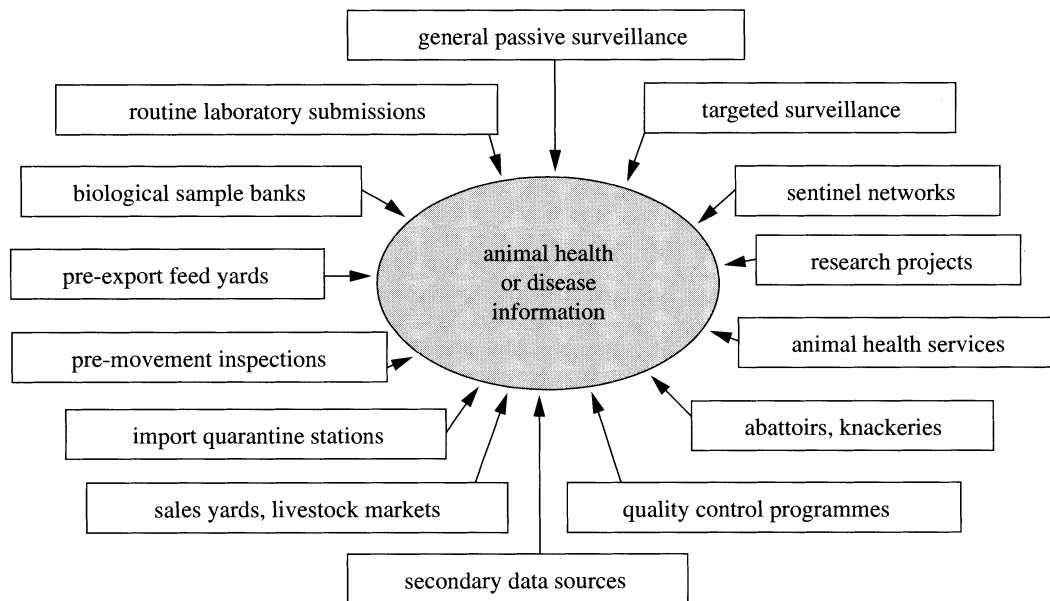 general passive surveillance
routine laboratory submissions
targeted surveillance
biological sample banks
sentinel networks
animal health
or disease
information
pre-export feed yards
research projects
pre-movement inspections
animal health services
import quarantine stations
abattoirs, knackeries
sales yards, livestock markets
quality control programmes
secondary data sources